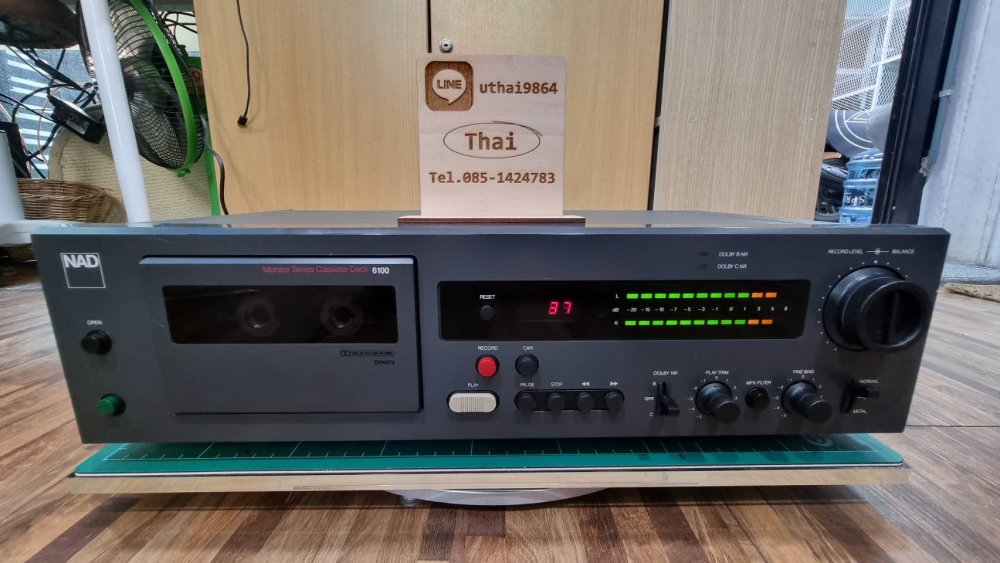 LINE
uthai9864
Thai
Tel.085-1424783
NAD
Monitor Series Cassette Deck 6100
OPEN
DYNEQ
RESET
37
DOLBY B NR
DOLBY C NR
L
dB -20 -15 -10 -7 -5 -3 -1 0 1 3 5 8
R
RECORD LEVEL
BALANCE
RECORD
CAR
PLAY
PAUSE
STOP
DOLBY NR
B
OFF
C
PLAY TRIM
MPX FILTER
FINE BIAS
NORMAL
METAL